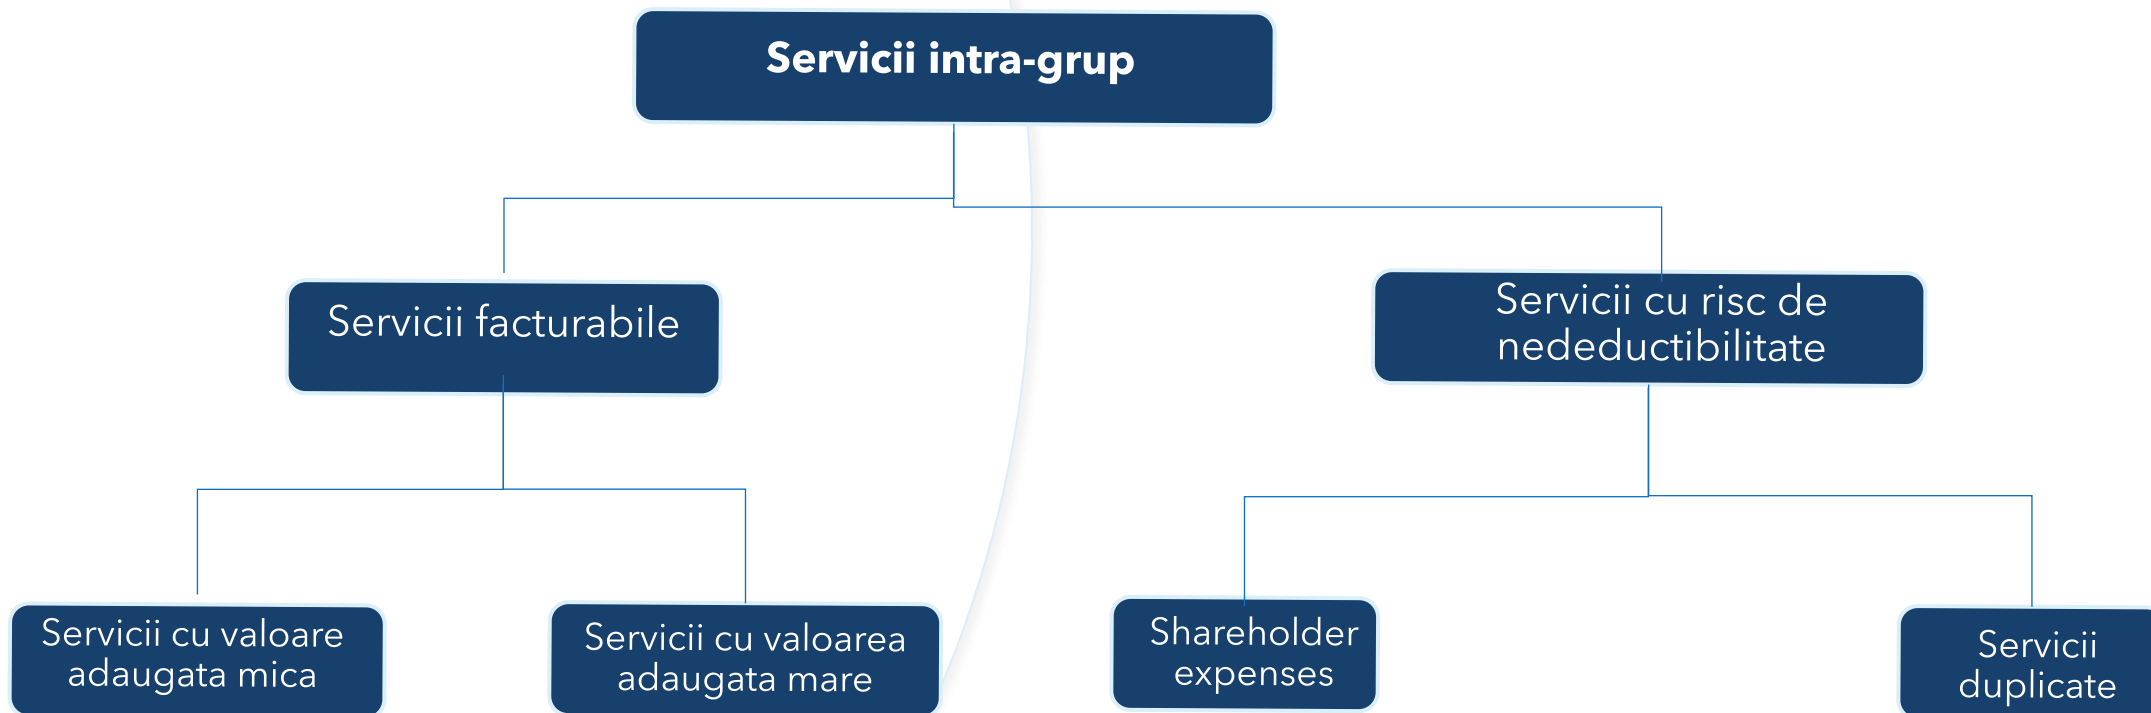 Servicii intra-grup
Servicii facturabile
Servicii cu risc de
nedeductibilitate
Servicii cu valoare
adaugata mica
Servicii cu valoarea
adaugata mare
Shareholder
expenses
Servicii
duplicate